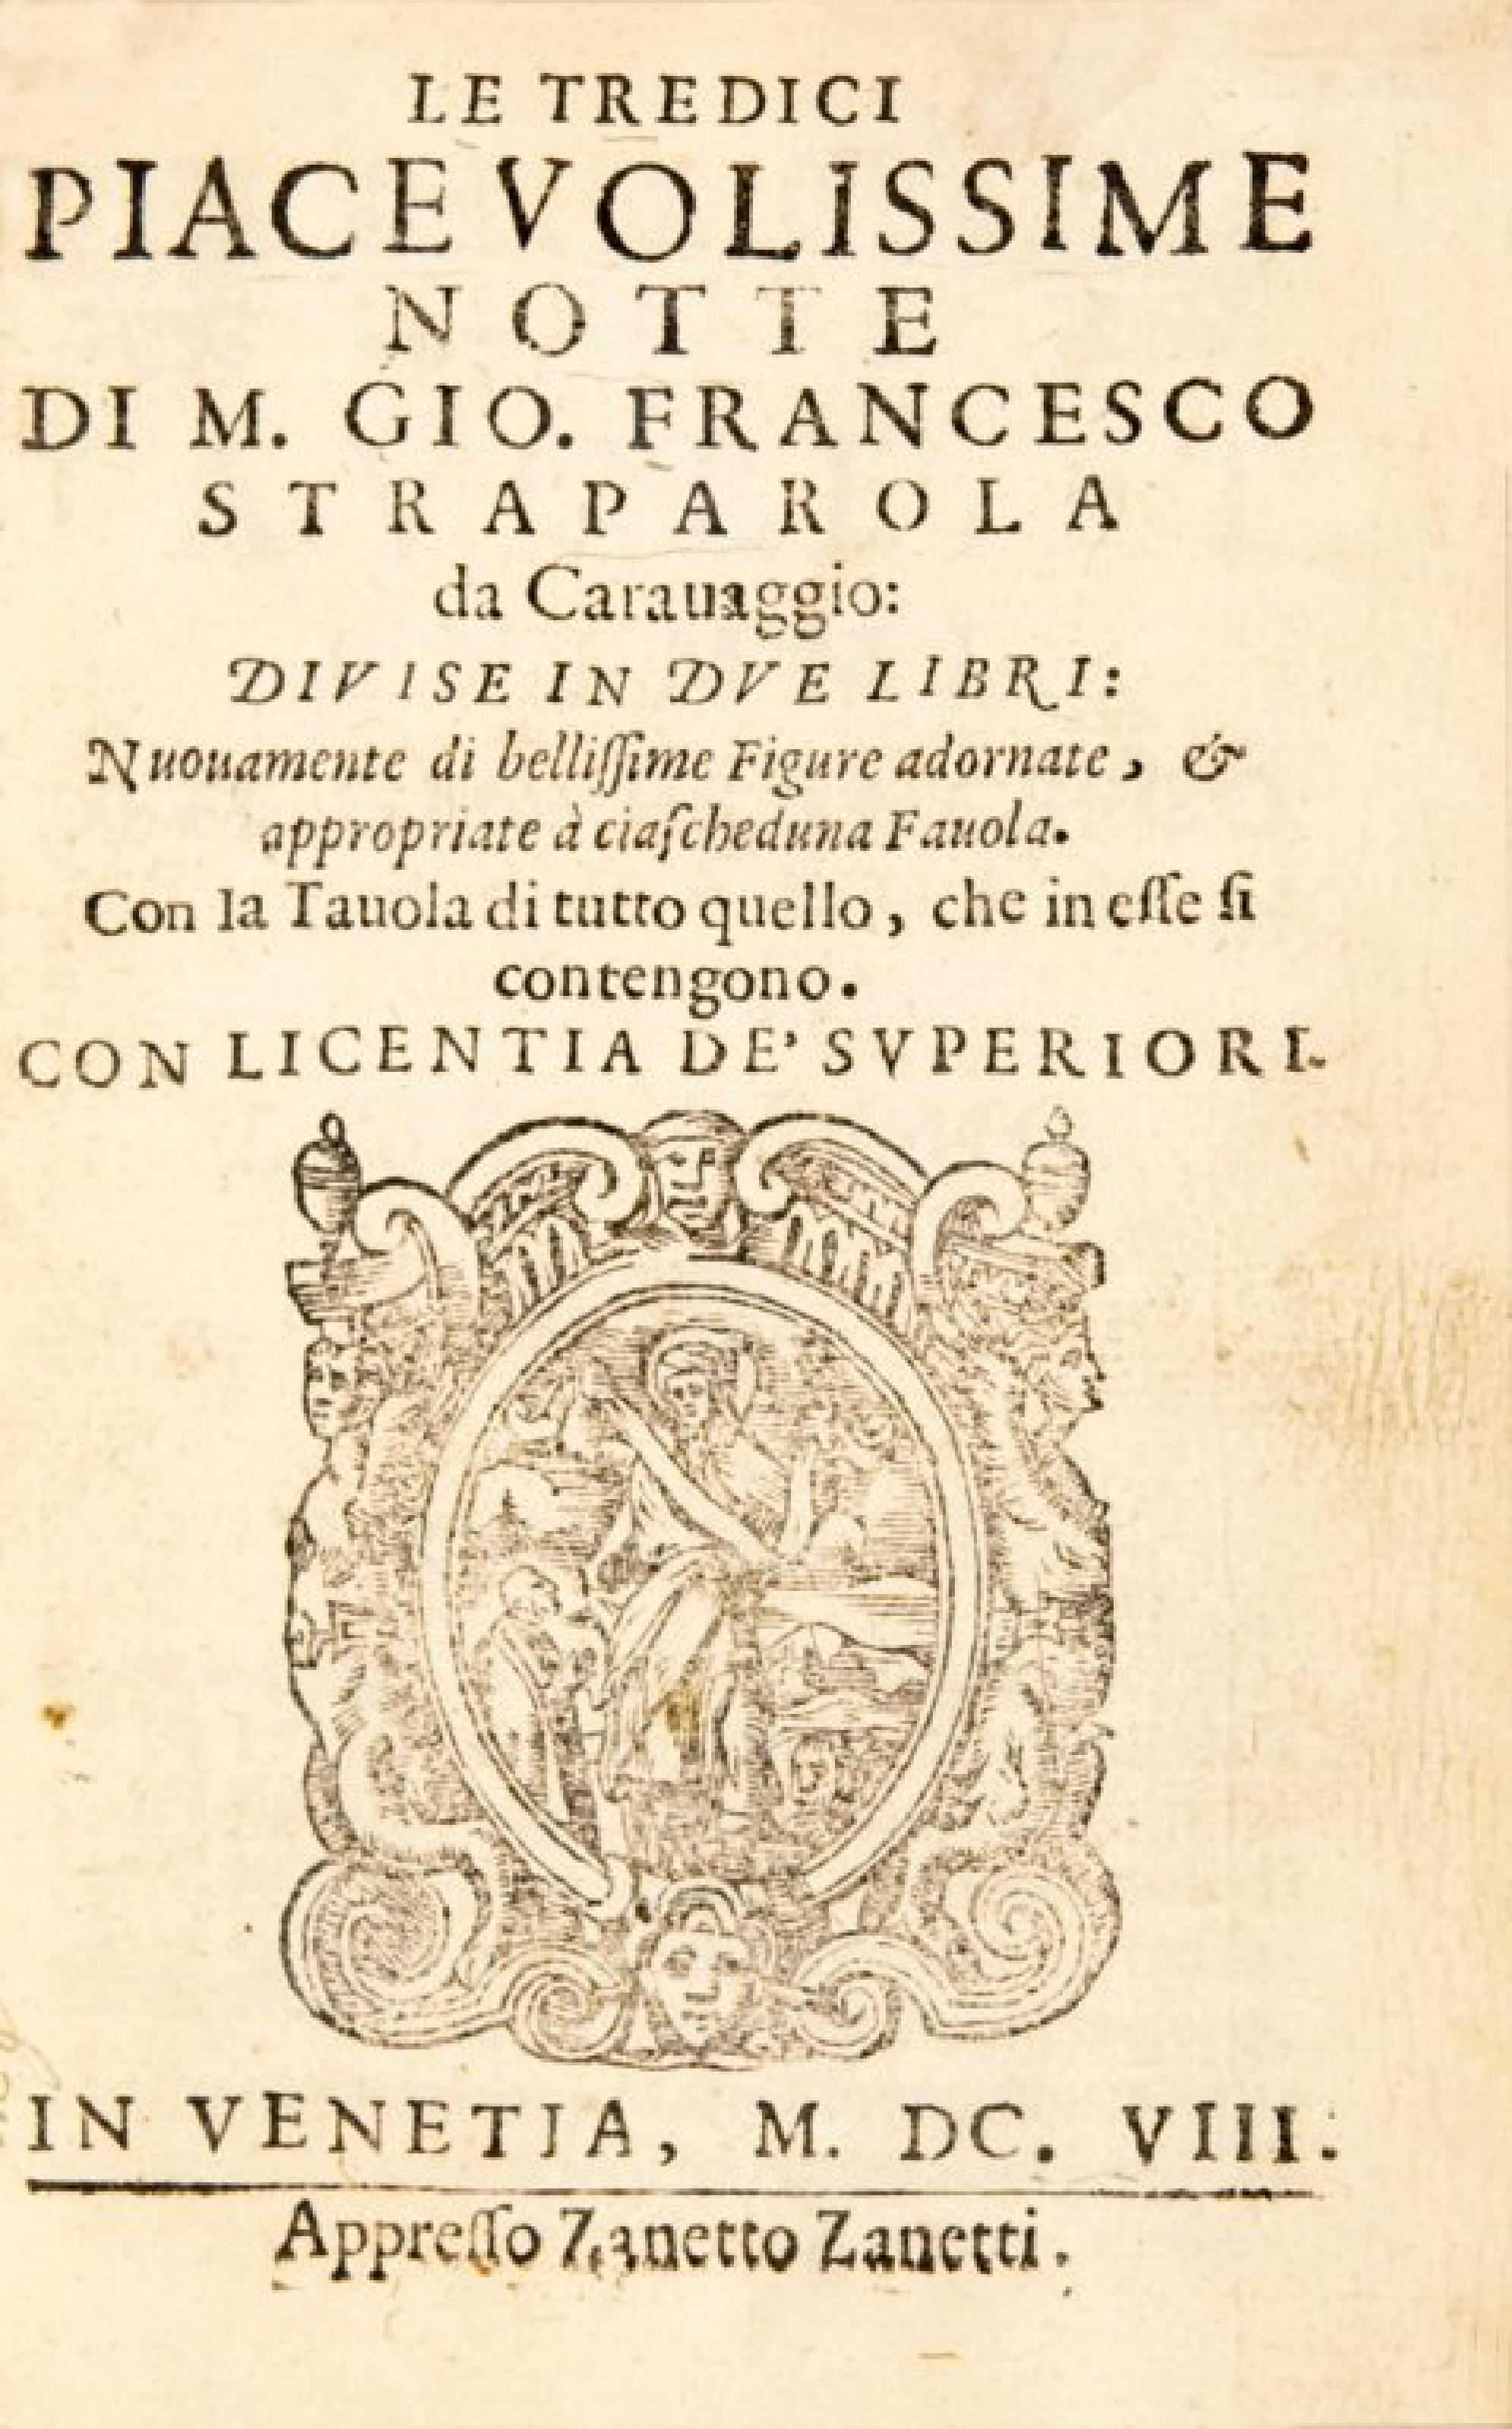 LE TREDICI
PIACEVOLISSIME
NOTTE
DI M. GIO. FRANCESCO
STRAPAROLA
da Carauaggio:
DIVISE IN DVE LIBRI:
Nuouamente di belliſſime Figure adornate, &
appropriate à ciaſcheduna Fauola.
Con la Tauola di tutto quello, che in eſſe ſi
contengono.
CON LICENTIA DE' SVPERIORI.
IN VENETIA, M. DC. VIII.
Appreſſo Zanetto Zanetti.